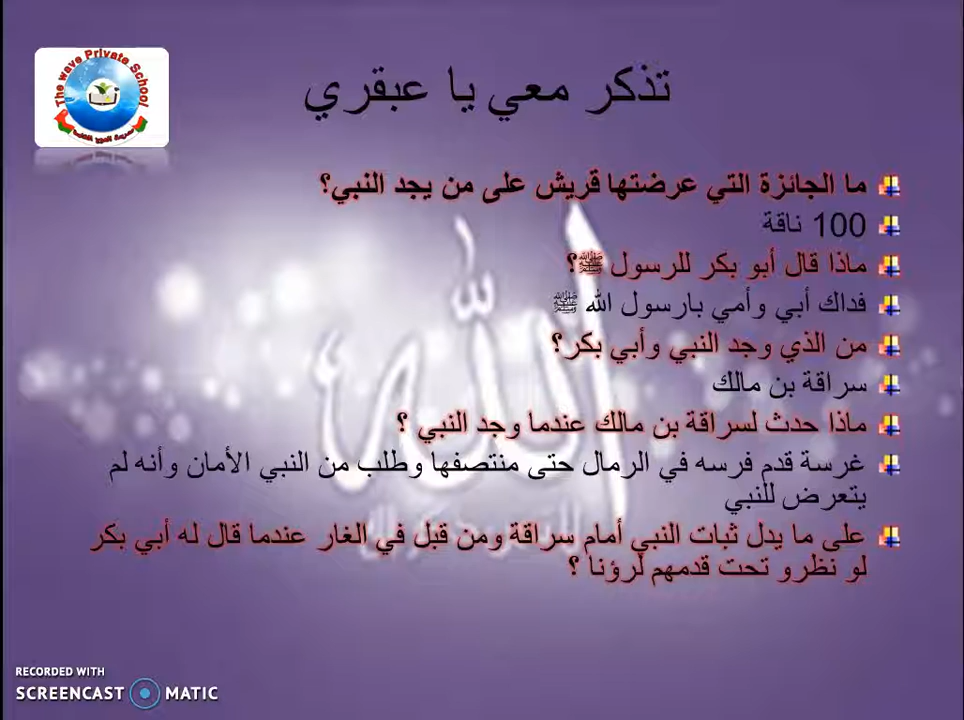 The wave Private School
تذكر معي يا عبقري
ما الجائزة التي عرضتها قريش على من يجد النبي؟
100 ناقة
ماذا قال أبو بكر للرسول ﷺ؟
فداك أبي وأمي بارسول الله ﷺ
من الذي وجد النبي وأبي بكر؟
سراقة بن مالك
ماذا حدث لسراقة بن مالك عندما وجد النبي ؟
غرسة قدم فرسه في الرمال حتى منتصفها وطلب من النبي الأمان وأنه لم
يتعرض للنبي
على ما يدل ثبات النبي أمام سراقة ومن قبل في الغار عندما قال له أبي بكر
لو نظرو تحت قدمهم لرؤنا ؟
RECORDED WITH
SCREENCAST MATIC